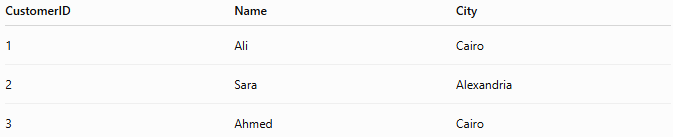 CustomerID Name City
1 Ali Cairo
2 Sara Alexandria
3 Ahmed Cairo